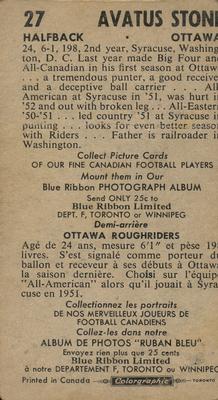 27 AVATUS STONE
HALFBACK • OTTAWA
24, 6-1, 198, 2nd year, Syracuse, Washing
ton, D. C. Last year made Big Four and
All-Canadian in his first season at Ottawa
. . . a tremendous punter, a good receiver
and a deceptive ball carrier . . . All
American at Syracuse in '51, was hurt in
'52 and out with broken leg . . . All-Eastern
'50-'51 . . . led country '51 at Syracuse in
punting . . . looks for even better season
with Riders . . . Father is railroader in
Washington.
Collect Picture Cards
OF OUR FINE CANADIAN FOOTBALL PLAYERS
Mount them in Our
Blue Ribbon PHOTOGRAPH ALBUM
Send ONLY 25c to
Blue Ribbon Limited
DEPT. F, TORONTO or WINNIPEG
Demi-arrière
OTTAWA ROUGHRIDERS
Agé de 24 ans, mesure 6'1" et pèse 198
livres. S'est signalé comme porteur du
ballon et receveur à ses débuts à Ottawa
la saison dernière. Choisi sur l'équipe
"All-American" alors qu'il jouait à Syra
cuse en 1951.
Collectionnez les portraits
DE NOS MERVEILLEUX JOUEURS DE
FOOTBALL CANADIENS
Collez-les dans notre
ALBUM DE PHOTOS "RUBAN BLEU"
Envoyez rien plus que 25 cents
Blue Ribbon Limited
à notre DEPARTEMENT F, TORONTO ou WINNIPEG
Printed in Canada Colorgraphic TORONTO